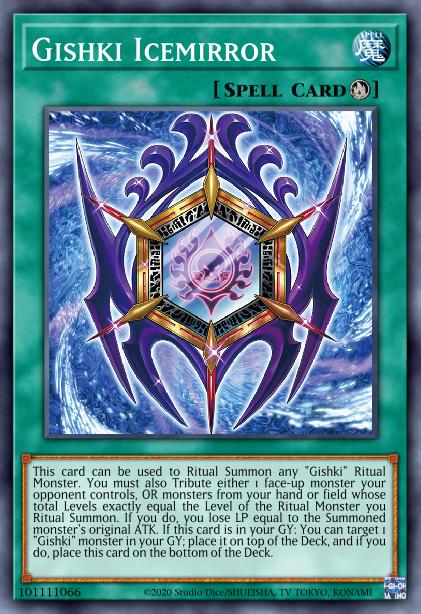 GISHKI ICEMIRROR
SPELL
魔
[SPELL CARD]
This card can be used to Ritual Summon any "Gishki" Ritual
Monster. You must also Tribute either 1 face-up monster your
opponent controls, OR monsters from your hand or field whose
total Levels exactly equal the Level of the Ritual Monster you
Ritual Summon. If you do, you lose LP equal to the Summoned
monster's original ATK. If this card is in your GY: You can target 1
"Gishki" monster in your GY; place it on top of the Deck, and if you
do, place this card on the bottom of the Deck.
101111066
©2020 Studio Dice/SHUEISHA, TV TOKYO, KONAMI